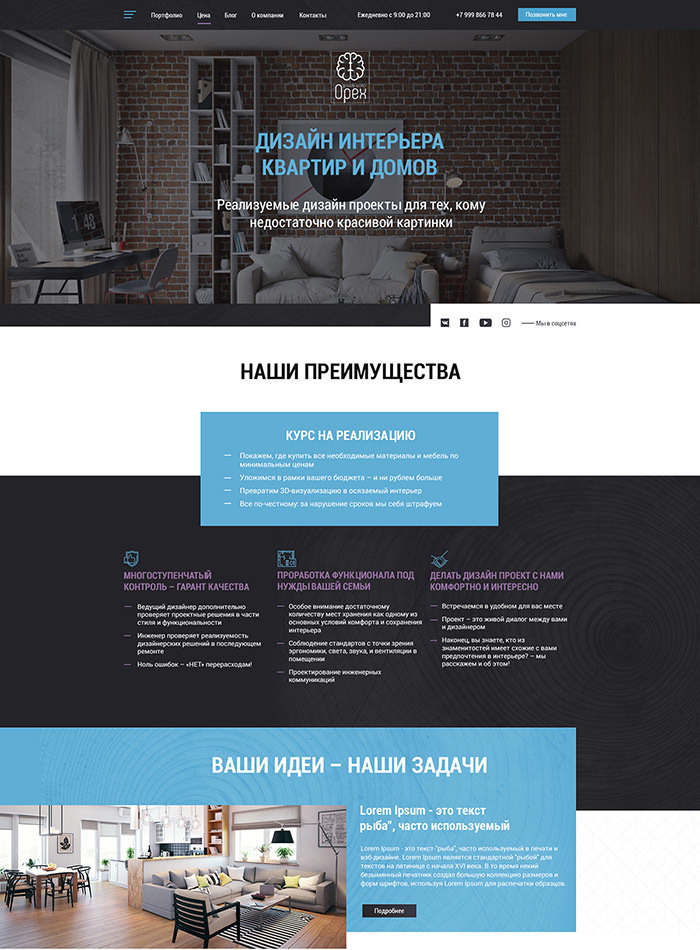 Портфолио Цена Блог О компании Контакты Ежедневно с 9:00 до 21:00 +7 999 866 78 44 Позвонить мне
Орех
ДИЗАЙН ИНТЕРЬЕРА
КВАРТИР И ДОМОВ
Реализуемые дизайн проекты для тех, кому
недостаточно красивой картинки
Мы в соцсетях
НАШИ ПРЕИМУЩЕСТВА
КУРС НА РЕАЛИЗАЦИЮ
— Покажем, где купить все необходимые материалы и мебель по
минимальным ценам
— Уложимся в рамки вашего бюджета – и ни рублем больше
— Превратим 3D-визуализацию в осязаемый интерьер
— Все по-честному: за нарушение сроков мы себя штрафуем
МНОГОСТУПЕНЧАТЫЙ
КОНТРОЛЬ – ГАРАНТ КАЧЕСТВА
— Ведущий дизайнер дополнительно
проверяет проектные решения в части
стиля и функциональности
— Инженер проверяет реализуемость
дизайнерских решений в последующем
ремонте
— Ноль ошибок – «НЕТ» перерасходам!
ПРОРАБОТКА ФУНКЦИОНАЛА ПОД
НУЖДЫ ВАШЕЙ СЕМЬИ
— Особое внимание достаточному
количеству мест хранения как одному из
основных условий комфорта и сохранения
интерьера
— Соблюдение стандартов с точки зрения
эргономики, света, звука, и вентиляции в
помещении
— Проектирование инженерных
коммуникаций
ДЕЛАТЬ ДИЗАЙН ПРОЕКТ С НАМИ
КОМФОРТНО И ИНТЕРЕСНО
— Встречаемся в удобном для вас месте
— Проект – это живой диалог между вами
и дизайнером
— Наконец, вы знаете, кто из
знаменитостей имеет схожие с вами
предпочтения в интерьере? – мы
расскажем и об этом!
ВАШИ ИДЕИ – НАШИ ЗАДАЧИ
Lorem Ipsum - это текст
рыба", часто используемый
Lorem Ipsum - это текст-"рыба", часто используемый в печати и
вэб-дизайне. Lorem Ipsum является стандартной "рыбой" для
текстов на латинице с начала XVI века. В то время некий
безымянный печатник создал большую коллекцию размеров и
форм шрифтов, используя Lorem Ipsum для распечатки образцов.
Подробнее